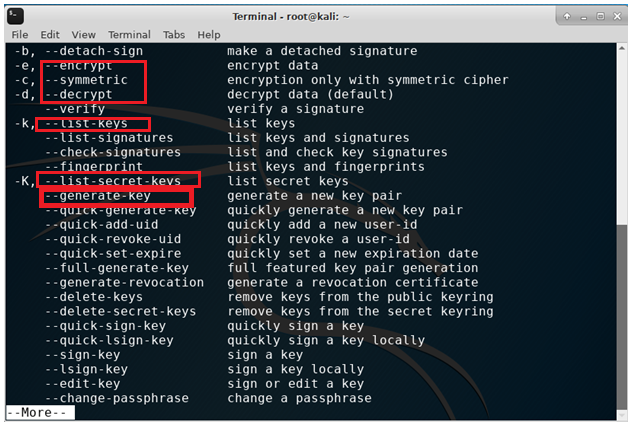 Terminal - root@kali: ~
File Edit View Terminal Tabs Help
-b, --detach-sign make a detached signature
-e, --encrypt encrypt data
-c, --symmetric encryption only with symmetric cipher
-d, --decrypt decrypt data (default)
--verify verify a signature
-k, --list-keys list keys
--list-signatures list keys and signatures
--check-signatures list and check key signatures
--fingerprint list keys and fingerprints
-K, --list-secret-keys list secret keys
--generate-key generate a new key pair
--quick-generate-key quickly generate a new key pair
--quick-add-uid quickly add a new user-id
--quick-revoke-uid quickly revoke a user-id
--quick-set-expire quickly set a new expiration date
--full-generate-key full featured key pair generation
--generate-revocation generate a revocation certificate
--delete-keys remove keys from the public keyring
--delete-secret-keys remove keys from the secret keyring
--quick-sign-key quickly sign a key
--quick-lsign-key quickly sign a key locally
--sign-key sign a key
--lsign-key sign a key locally
--edit-key sign or edit a key
--change-passphrase change a passphrase
--More--